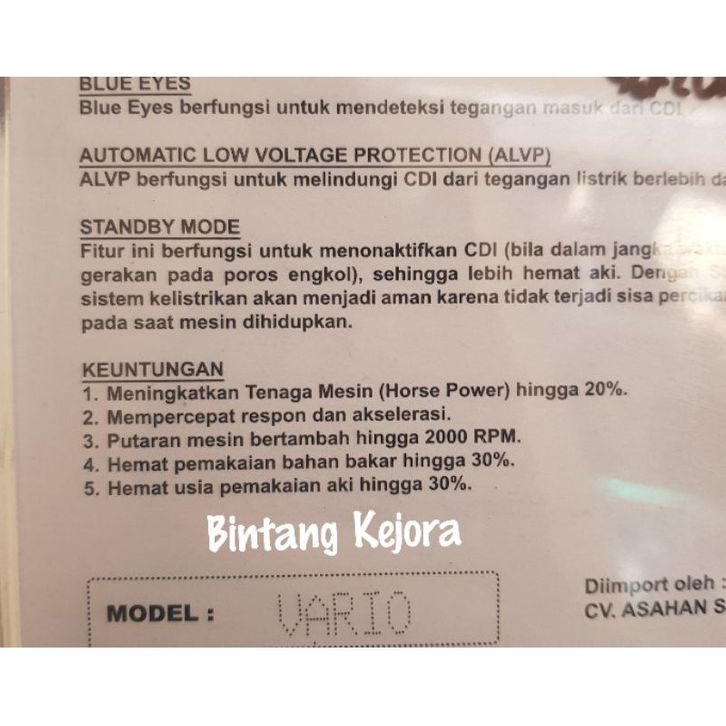 BLUE EYES
Blue Eyes berfungsi untuk mendeteksi tegangan masuk dari CDI
AUTOMATIC LOW VOLTAGE PROTECTION (ALVP)
ALVP berfungsi untuk melindungi CDI dari tegangan listrik berlebih
STANDBY MODE
Fitur ini berfungsi untuk menonaktifkan CDI (bila dalam jangka
gerakan pada poros engkol), sehingga lebih hemat aki. Dengan
sistem kelistrikan akan menjadi aman karena tidak terjadi sisa
pada saat mesin dihidupkan.
KEUNTUNGAN
1. Meningkatkan Tenaga Mesin (Horse Power) hingga 20%.
2. Mempercepat respon dan akselerasi.
3. Putaran mesin bertambah hingga 2000 RPM.
4. Hemat pemakaian bahan bakar hingga 30%.
5. Hemat usia pemakaian aki hingga 30%.
Bintang Kejora
MODEL : VARIO
Diimport oleh :
CV. ASAHAN S